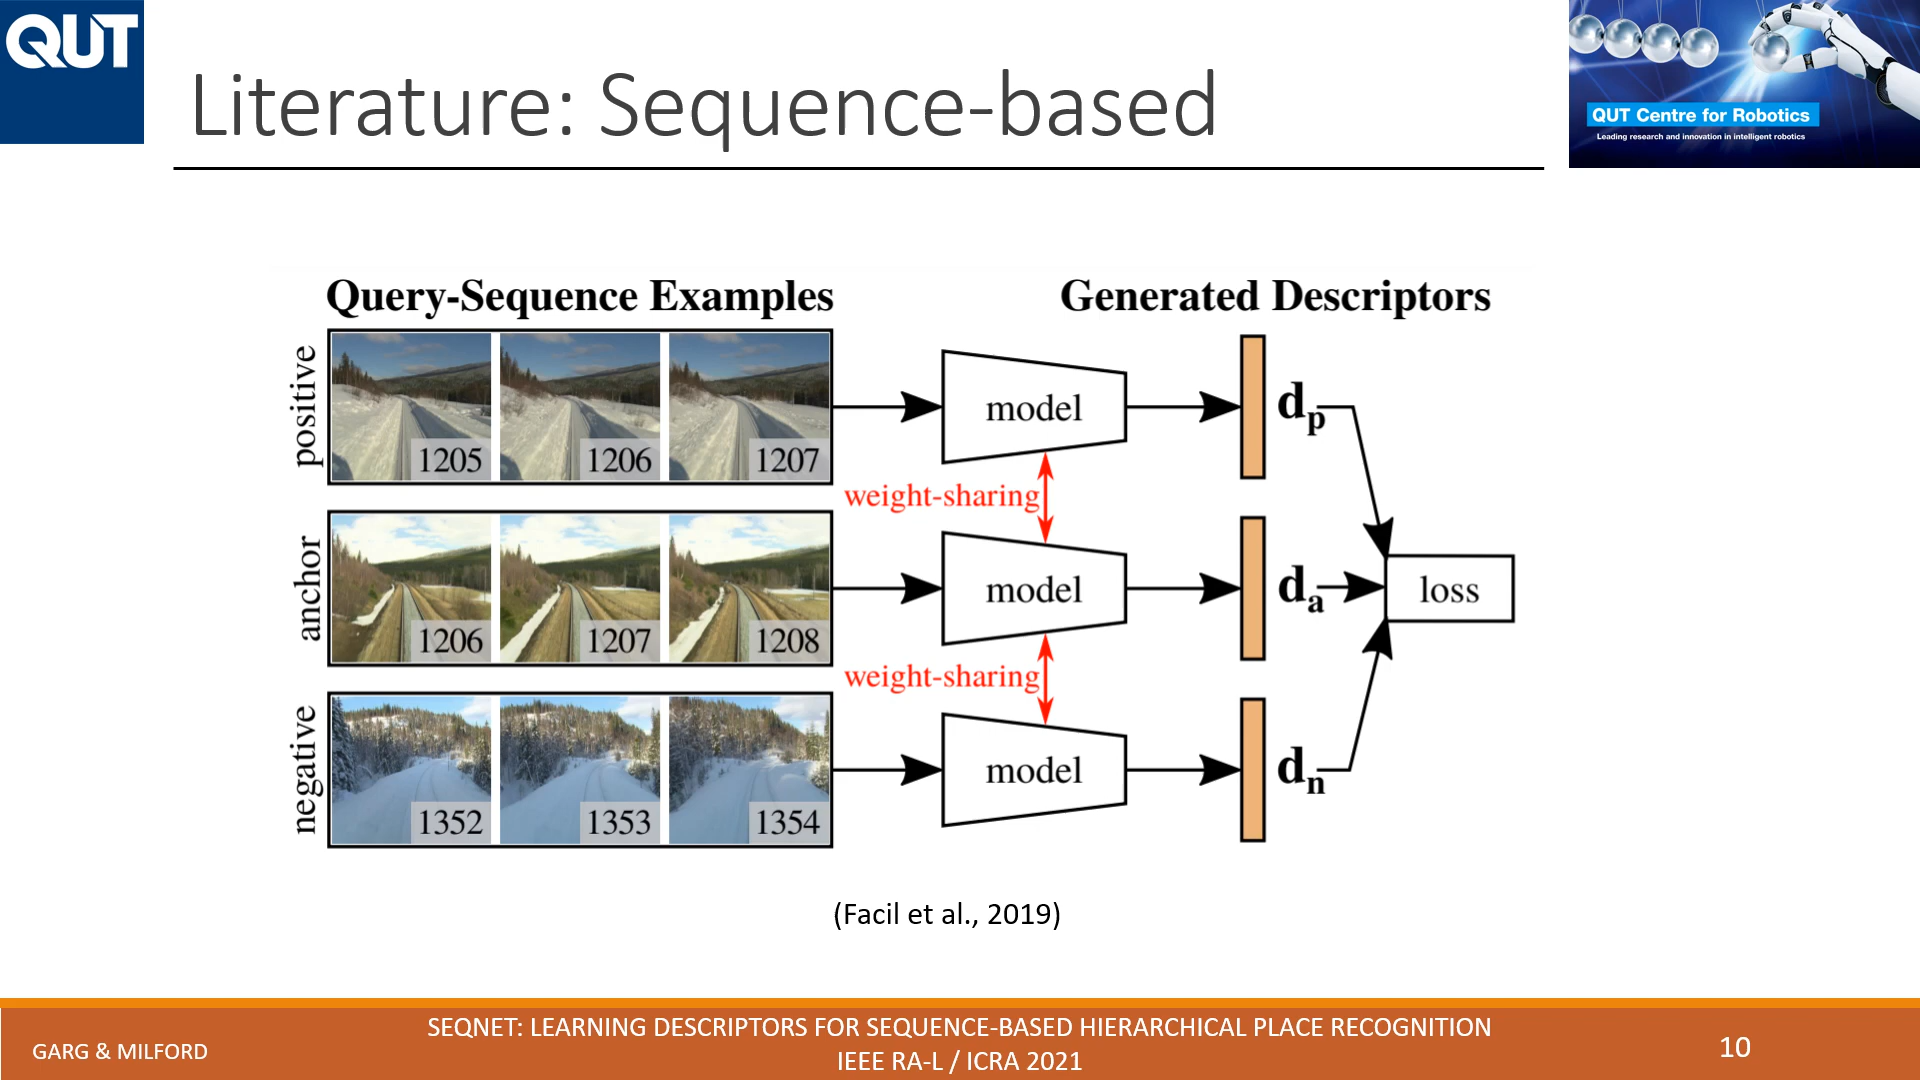 QUT
Literature: Sequence-based
QUT Centre for Robotics
Leading research and innovation in intelligent robotics
Query-Sequence Examples
Generated Descriptors
positive
1205
1206
1207
model
dp
weight-sharing
anchor
1206
1207
1208
model
da
loss
weight-sharing
negative
1352
1353
1354
model
dn
(Facil et al., 2019)
GARG & MILFORD
SEQNET: LEARNING DESCRIPTORS FOR SEQUENCE-BASED HIERARCHICAL PLACE RECOGNITION
IEEE RA-L / ICRA 2021
10